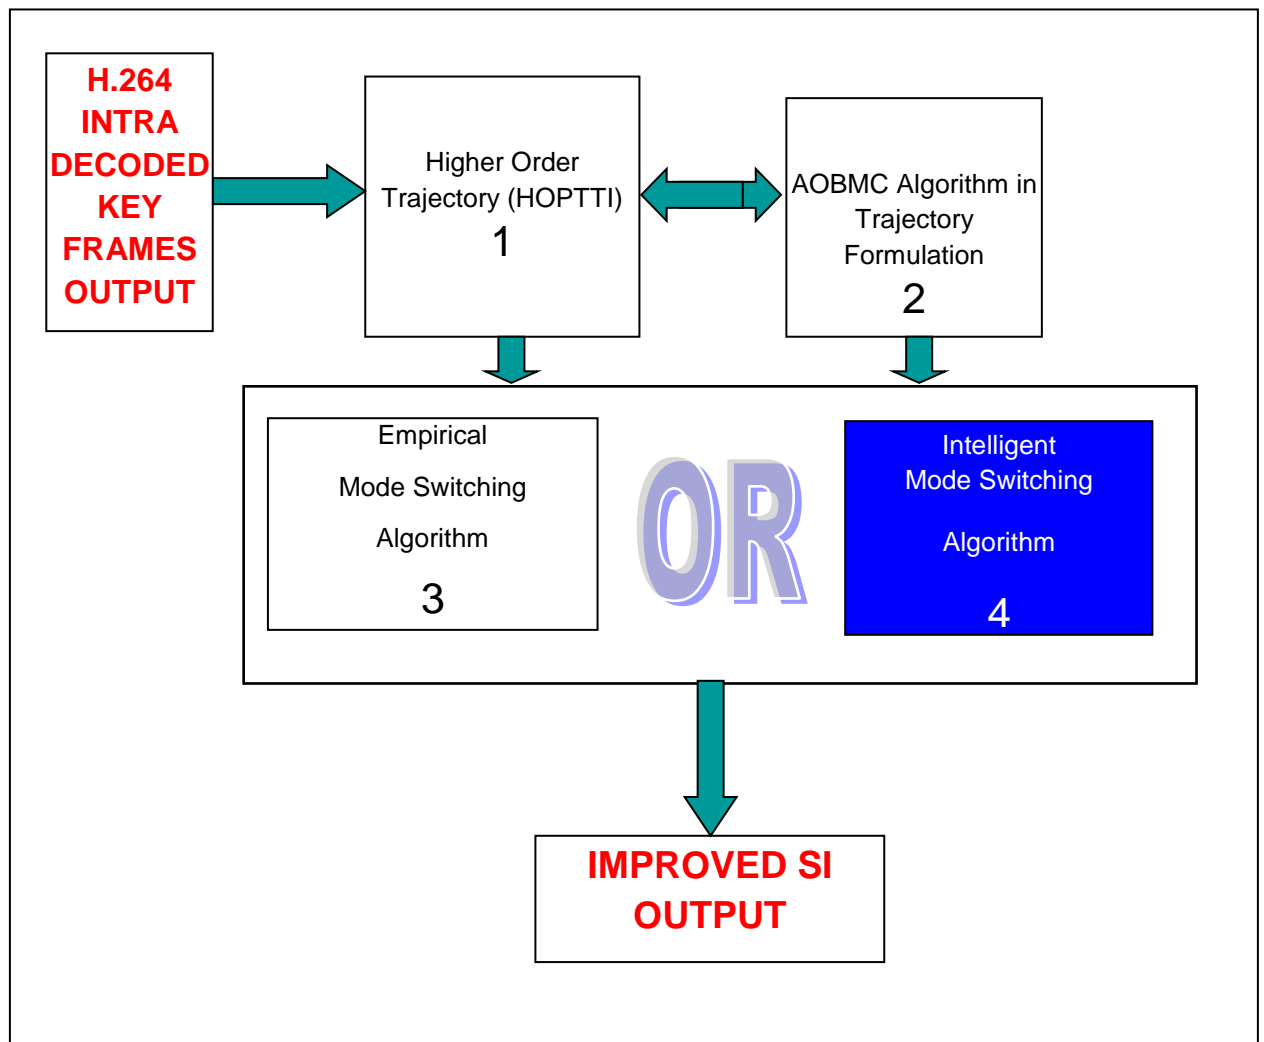 H.264
INTRA
DECODED
KEY
FRAMES
OUTPUT
Higher Order
Trajectory (HOPTTI)
1
AOBMC Algorithm in
Trajectory
Formulation
2
Empirical
Mode Switching
Algorithm
3
OR
Intelligent
Mode Switching
Algorithm
4
IMPROVED SI
OUTPUT